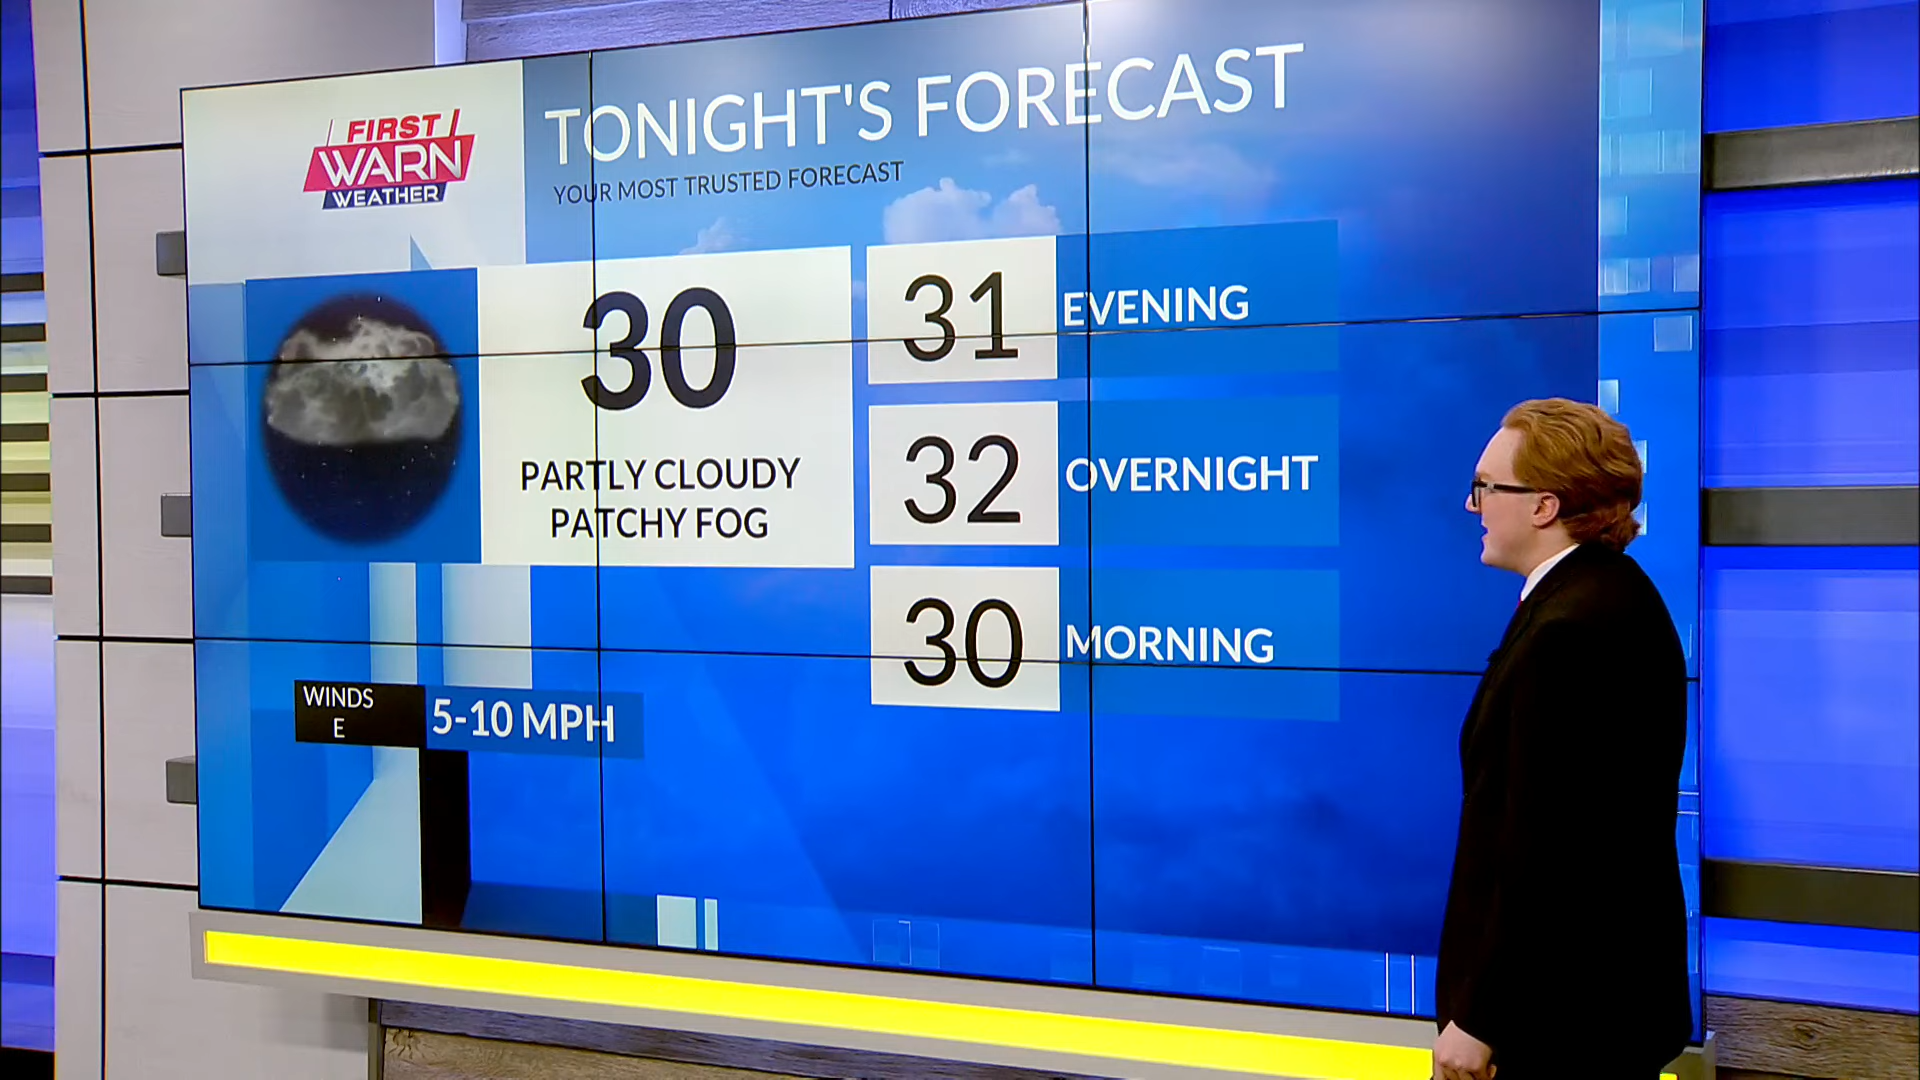 FIRST
WARN
WEATHER
TONIGHT'S FORECAST
YOUR MOST TRUSTED FORECAST
30
PARTLY CLOUDY
PATCHY FOG
31 EVENING
32 OVERNIGHT
30 MORNING
WINDS
E
5-10 MPH